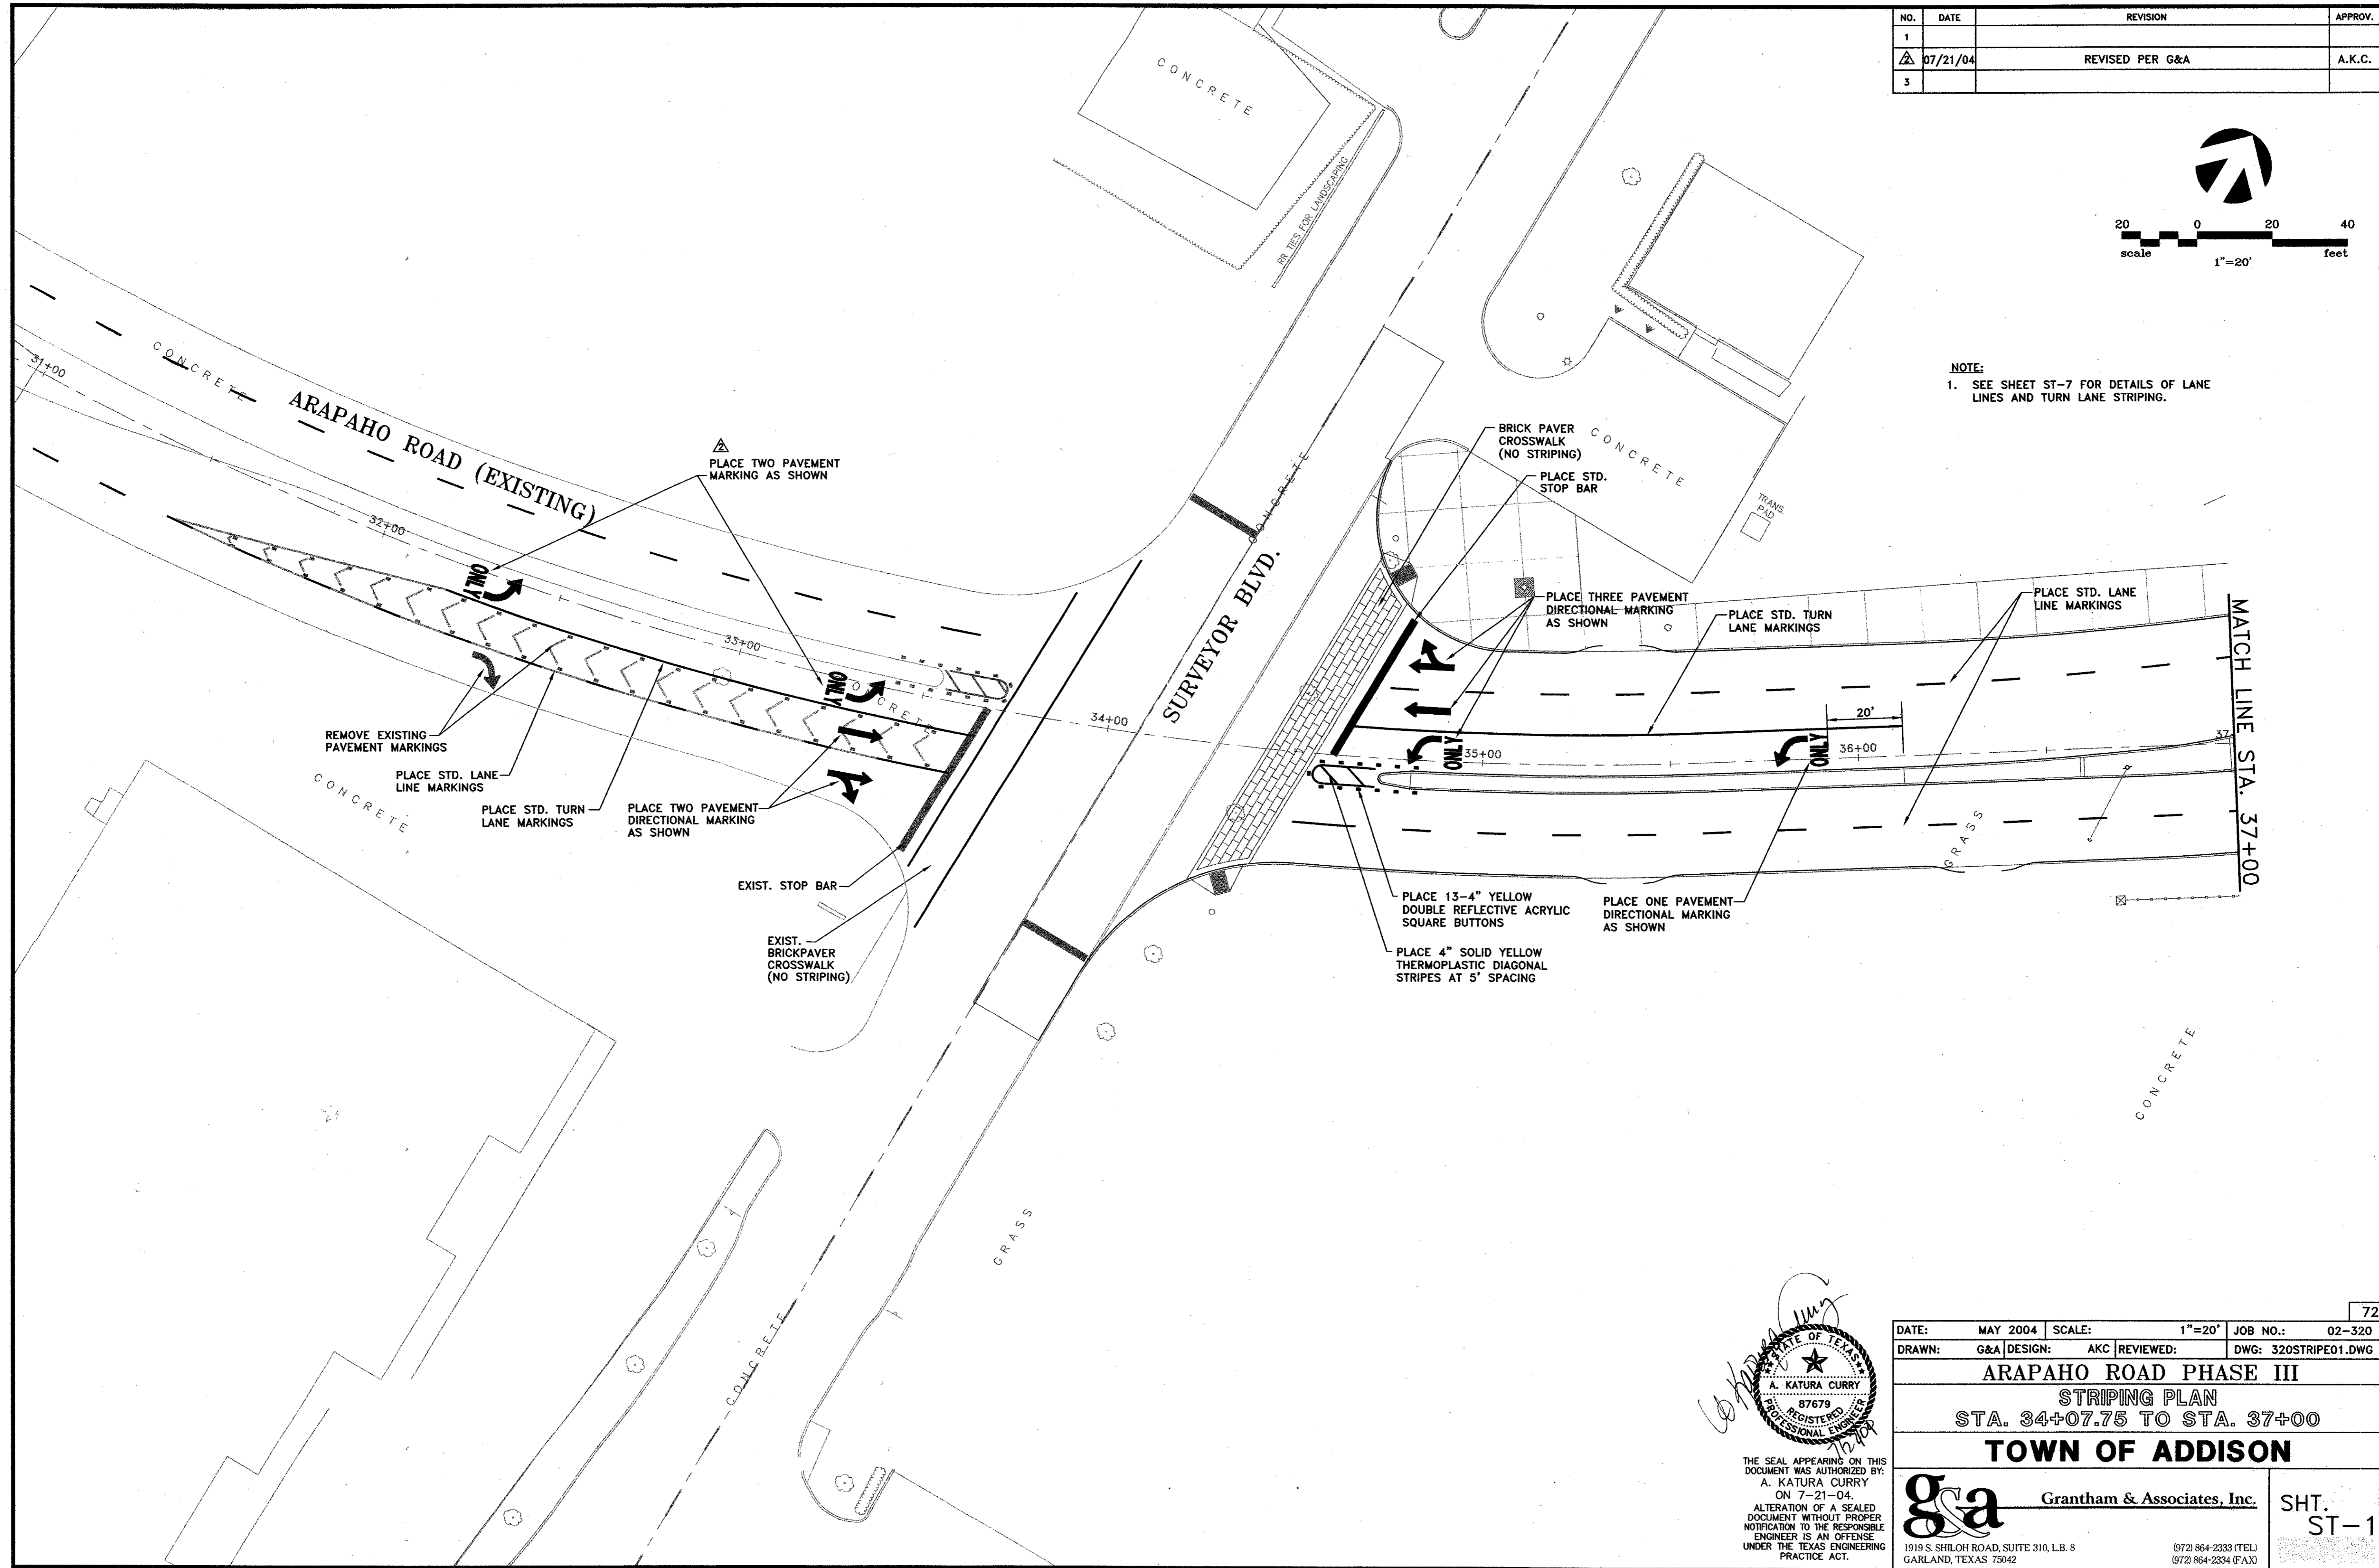 NO. DATE REVISION APPROV.
1
2 07/21/04 REVISED PER G&A A.K.C.
3
20 0 20 40
scale feet
1"=20'
NOTE:
1. SEE SHEET ST-7 FOR DETAILS OF LANE
LINES AND TURN LANE STRIPING.
CONCRETE
RR TIES FOR LANDSCAPING
31+00
CONCRETE
ARAPAHO ROAD (EXISTING)
32+00
2
PLACE TWO PAVEMENT
MARKING AS SHOWN
ONLY
33+00
ONLY
CONCRETE
34+00
SURVEYOR BLVD.
CONCRETE
BRICK PAVER
CROSSWALK
(NO STRIPING)
CONCRETE
PLACE STD.
STOP BAR
TRANS.
PAD
PLACE THREE PAVEMENT
DIRECTIONAL MARKING
AS SHOWN
PLACE STD. TURN
LANE MARKINGS
PLACE STD. LANE
LINE MARKINGS
MATCH LINE STA. 37+00
20'
ONLY
35+00
ONLY
36+00
37
REMOVE EXISTING
PAVEMENT MARKINGS
PLACE STD. LANE
LINE MARKINGS
PLACE STD. TURN
LANE MARKINGS
PLACE TWO PAVEMENT
DIRECTIONAL MARKING
AS SHOWN
CONCRETE
EXIST. STOP BAR
EXIST.
BRICKPAVER
CROSSWALK
(NO STRIPING)
GRASS
PLACE 13-4" YELLOW
DOUBLE REFLECTIVE ACRYLIC
SQUARE BUTTONS
PLACE ONE PAVEMENT
DIRECTIONAL MARKING
AS SHOWN
PLACE 4" SOLID YELLOW
THERMOPLASTIC DIAGONAL
STRIPES AT 5' SPACING
CONCRETE
GRASS
CONCRETE
STATE OF TEXAS
A. KATURA CURRY
87679
REGISTERED
PROFESSIONAL ENGINEER
THE SEAL APPEARING ON THIS
DOCUMENT WAS AUTHORIZED BY:
A. KATURA CURRY
ON 7-21-04.
ALTERATION OF A SEALED
DOCUMENT WITHOUT PROPER
NOTIFICATION TO THE RESPONSIBLE
ENGINEER IS AN OFFENSE
UNDER THE TEXAS ENGINEERING
PRACTICE ACT.
72
DATE: MAY 2004 SCALE: 1"=20' JOB NO.: 02-320
DRAWN: G&A DESIGN: AKC REVIEWED: DWG: 320STRIPE01.DWG
ARAPAHO ROAD PHASE III
STRIPING PLAN
STA. 34+07.75 TO STA. 37+00
TOWN OF ADDISON
g&a Grantham & Associates, Inc.
1919 S. SHILOH ROAD, SUITE 310, L.B. 8 (972) 864-2333 (TEL)
GARLAND, TEXAS 75042 (972) 864-2334 (FAX)
SHT.
ST-1